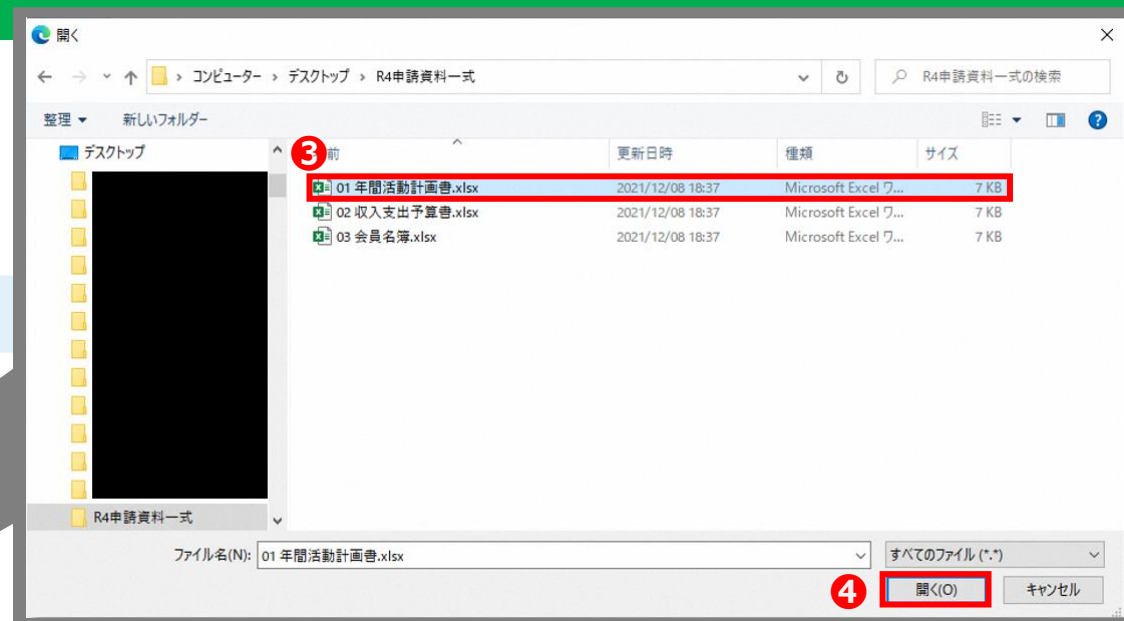 開く
コンピューター › デスクトップ › R4申請資料一式
R4申請資料一式の検索
整理 新しいフォルダー
デスクトップ
❸ 前 更新日時 種類 サイズ
01 年間活動計画書.xlsx 2021/12/08 18:37 Microsoft Excel ワ... 7 KB
02 収入支出予算書.xlsx 2021/12/08 18:37 Microsoft Excel ワ... 7 KB
03 会員名簿.xlsx 2021/12/08 18:37 Microsoft Excel ワ... 7 KB
R4申請資料一式
ファイル名(N): 01 年間活動計画書.xlsx すべてのファイル (*.*)
❹ 開く(O) キャンセル